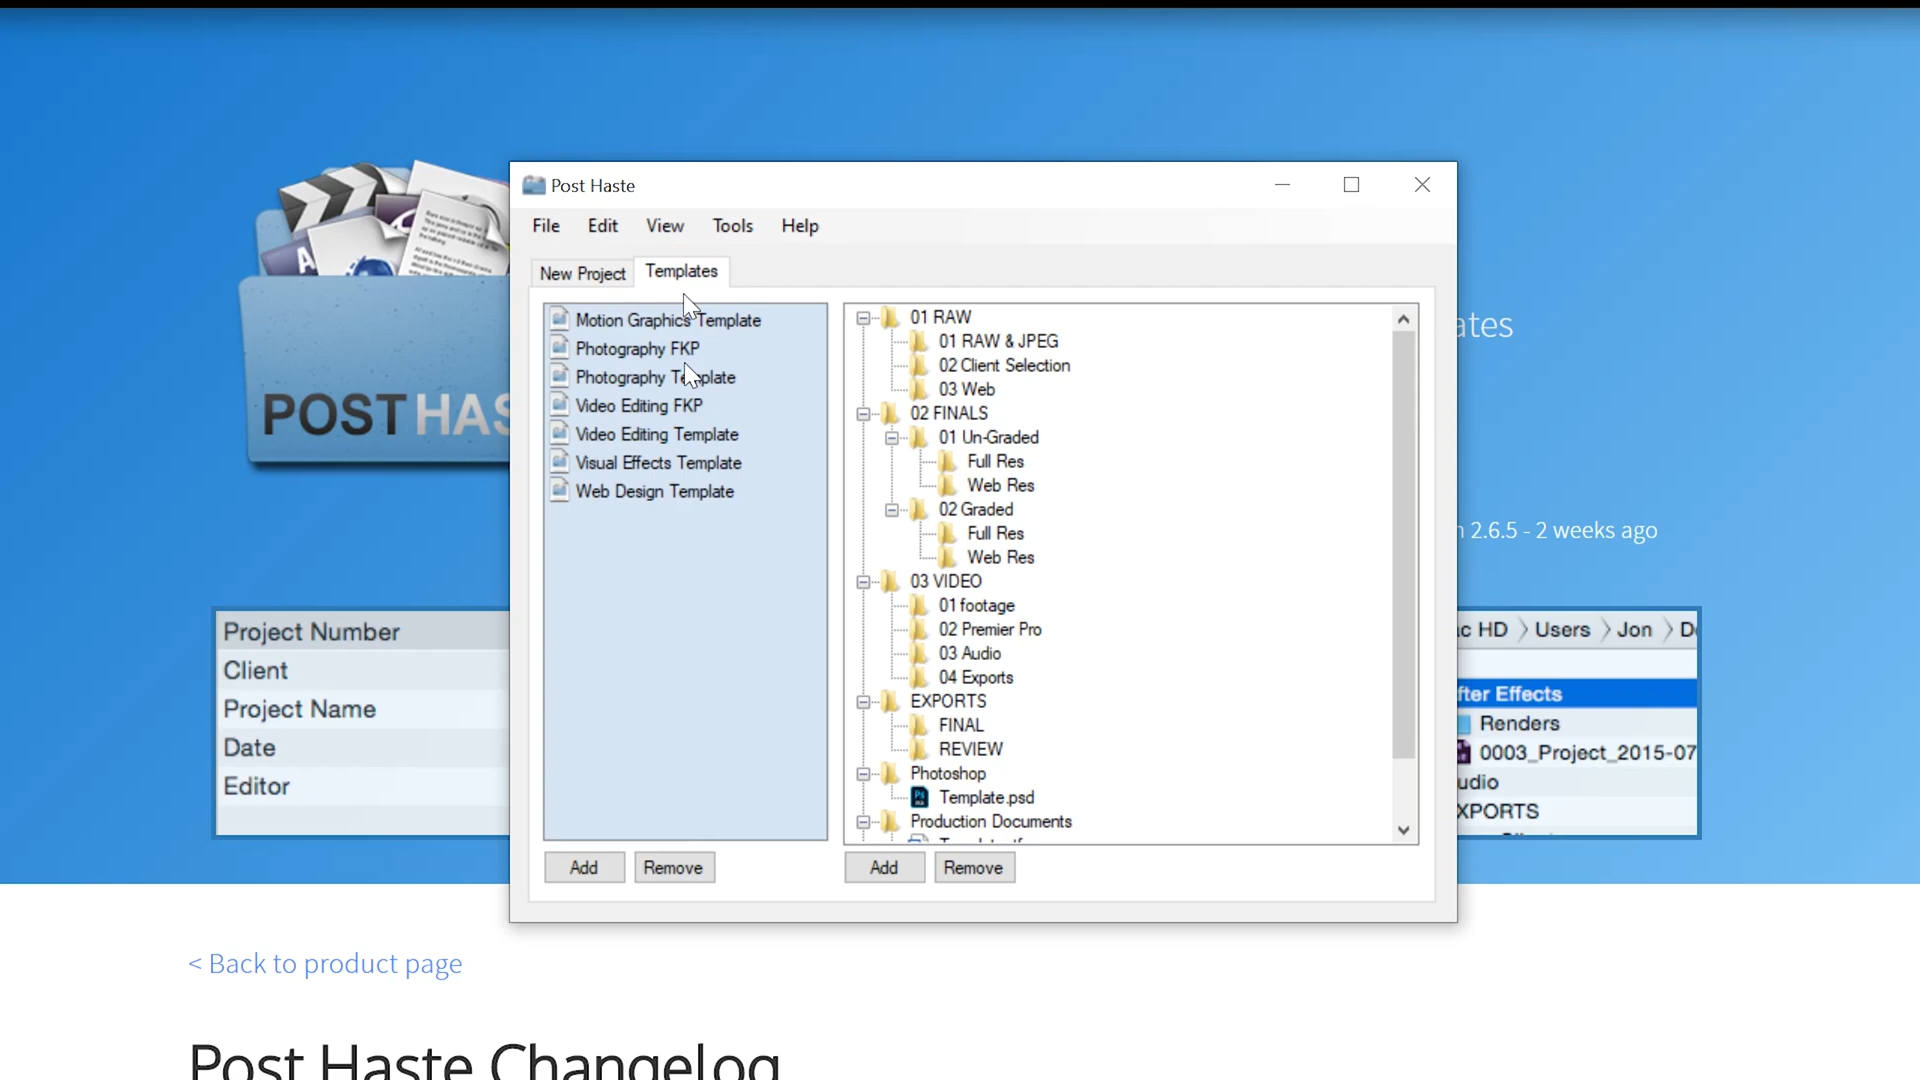 POST HAS
ates
n 2.6.5 - 2 weeks ago
Project Number
Client
Project Name
Date
Editor
Post Haste
File Edit View Tools Help
New Project Templates
Motion Graphics Template
Photography FKP
Photography Template
Video Editing FKP
Video Editing Template
Visual Effects Template
Web Design Template
Add Remove
01 RAW
01 RAW & JPEG
02 Client Selection
03 Web
02 FINALS
01 Un-Graded
Full Res
Web Res
02 Graded
Full Res
Web Res
03 VIDEO
01 footage
02 Premier Pro
03 Audio
04 Exports
EXPORTS
FINAL
REVIEW
Photoshop
Template.psd
Production Documents
Add Remove
ac HD Users Jon D
fter Effects
Renders
0003_Project_2015-07
udio
XPORTS
< Back to product page
Post Haste Changelog